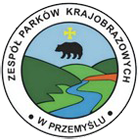 ZESPÓŁ PARKÓW KRAJOBRAZOWYCH
W PRZEMYŚLU